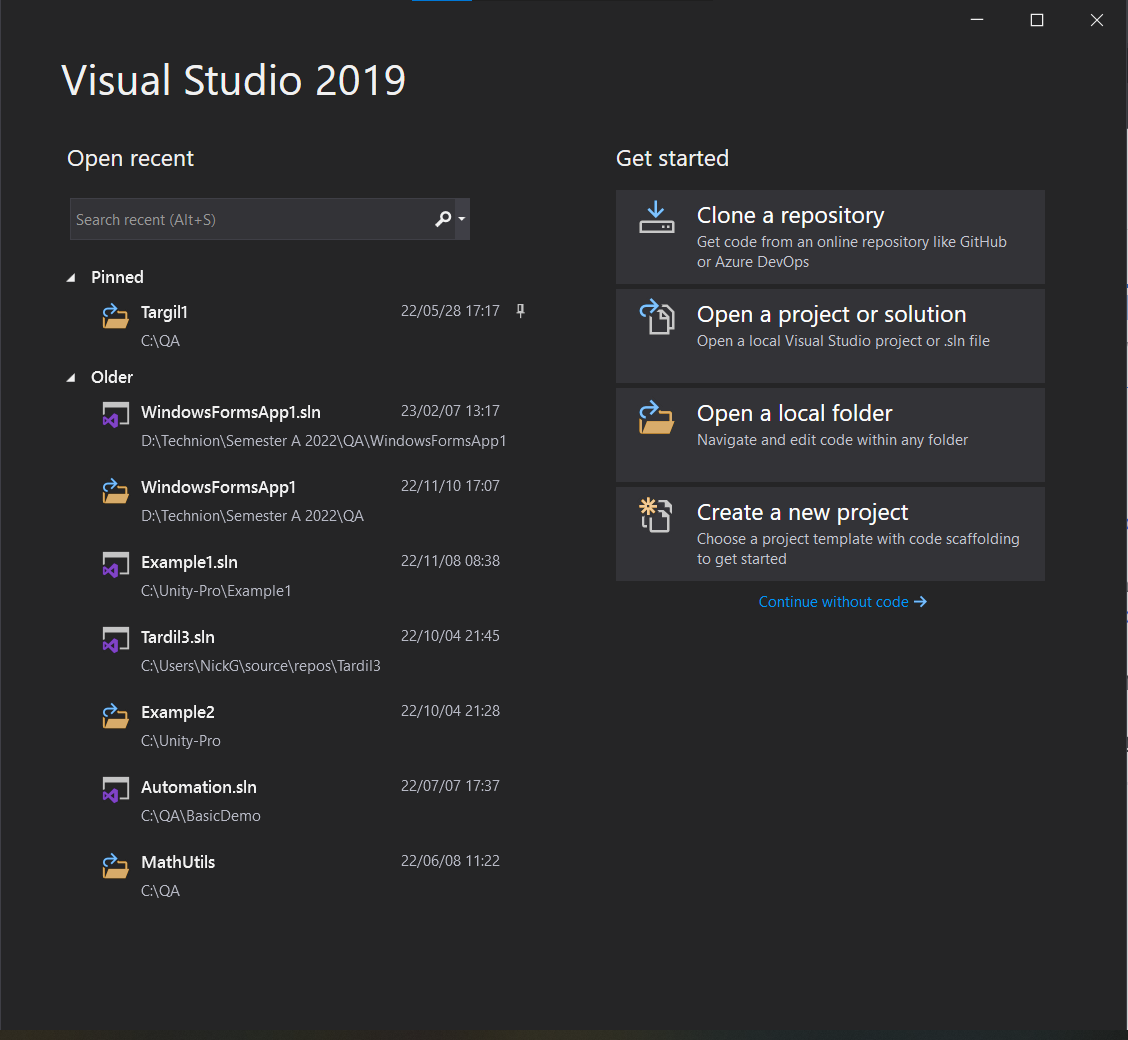 Visual Studio 2019
Open recent
Search recent (Alt+S)
Pinned
Targil1 22/05/28 17:17
C:\QA
Older
WindowsFormsApp1.sln 23/02/07 13:17
D:\Technion\Semester A 2022\QA\WindowsFormsApp1
WindowsFormsApp1 22/11/10 17:07
D:\Technion\Semester A 2022\QA
Example1.sln 22/11/08 08:38
C:\Unity-Pro\Example1
Tardil3.sln 22/10/04 21:45
C:\Users\NickG\source\repos\Tardil3
Example2 22/10/04 21:28
C:\Unity-Pro
Automation.sln 22/07/07 17:37
C:\QA\BasicDemo
MathUtils 22/06/08 11:22
C:\QA
Get started
Clone a repository
Get code from an online repository like GitHub
or Azure DevOps
Open a project or solution
Open a local Visual Studio project or .sln file
Open a local folder
Navigate and edit code within any folder
Create a new project
Choose a project template with code scaffolding
to get started
Continue without code →